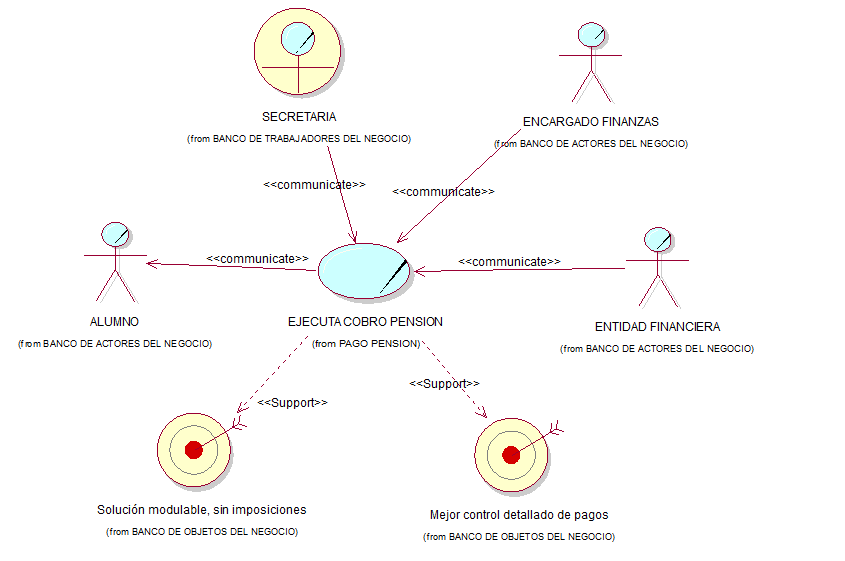 SECRETARIA
(from BANCO DE TRABAJADORES DEL NEGOCIO)
ENCARGADO FINANZAS
(from BANCO DE ACTORES DEL NEGOCIO)
<<communicate>>
<<communicate>>
<<communicate>>
<<communicate>>
ALUMNO
(from BANCO DE ACTORES DEL NEGOCIO)
EJECUTA COBRO PENSION
(from PAGO PENSION)
ENTIDAD FINANCIERA
(from BANCO DE ACTORES DEL NEGOCIO)
<<Support>>
<<Support>>
Solución modulable, sin imposiciones
(from BANCO DE OBJETOS DEL NEGOCIO)
Mejor control detallado de pagos
(from BANCO DE OBJETOS DEL NEGOCIO)